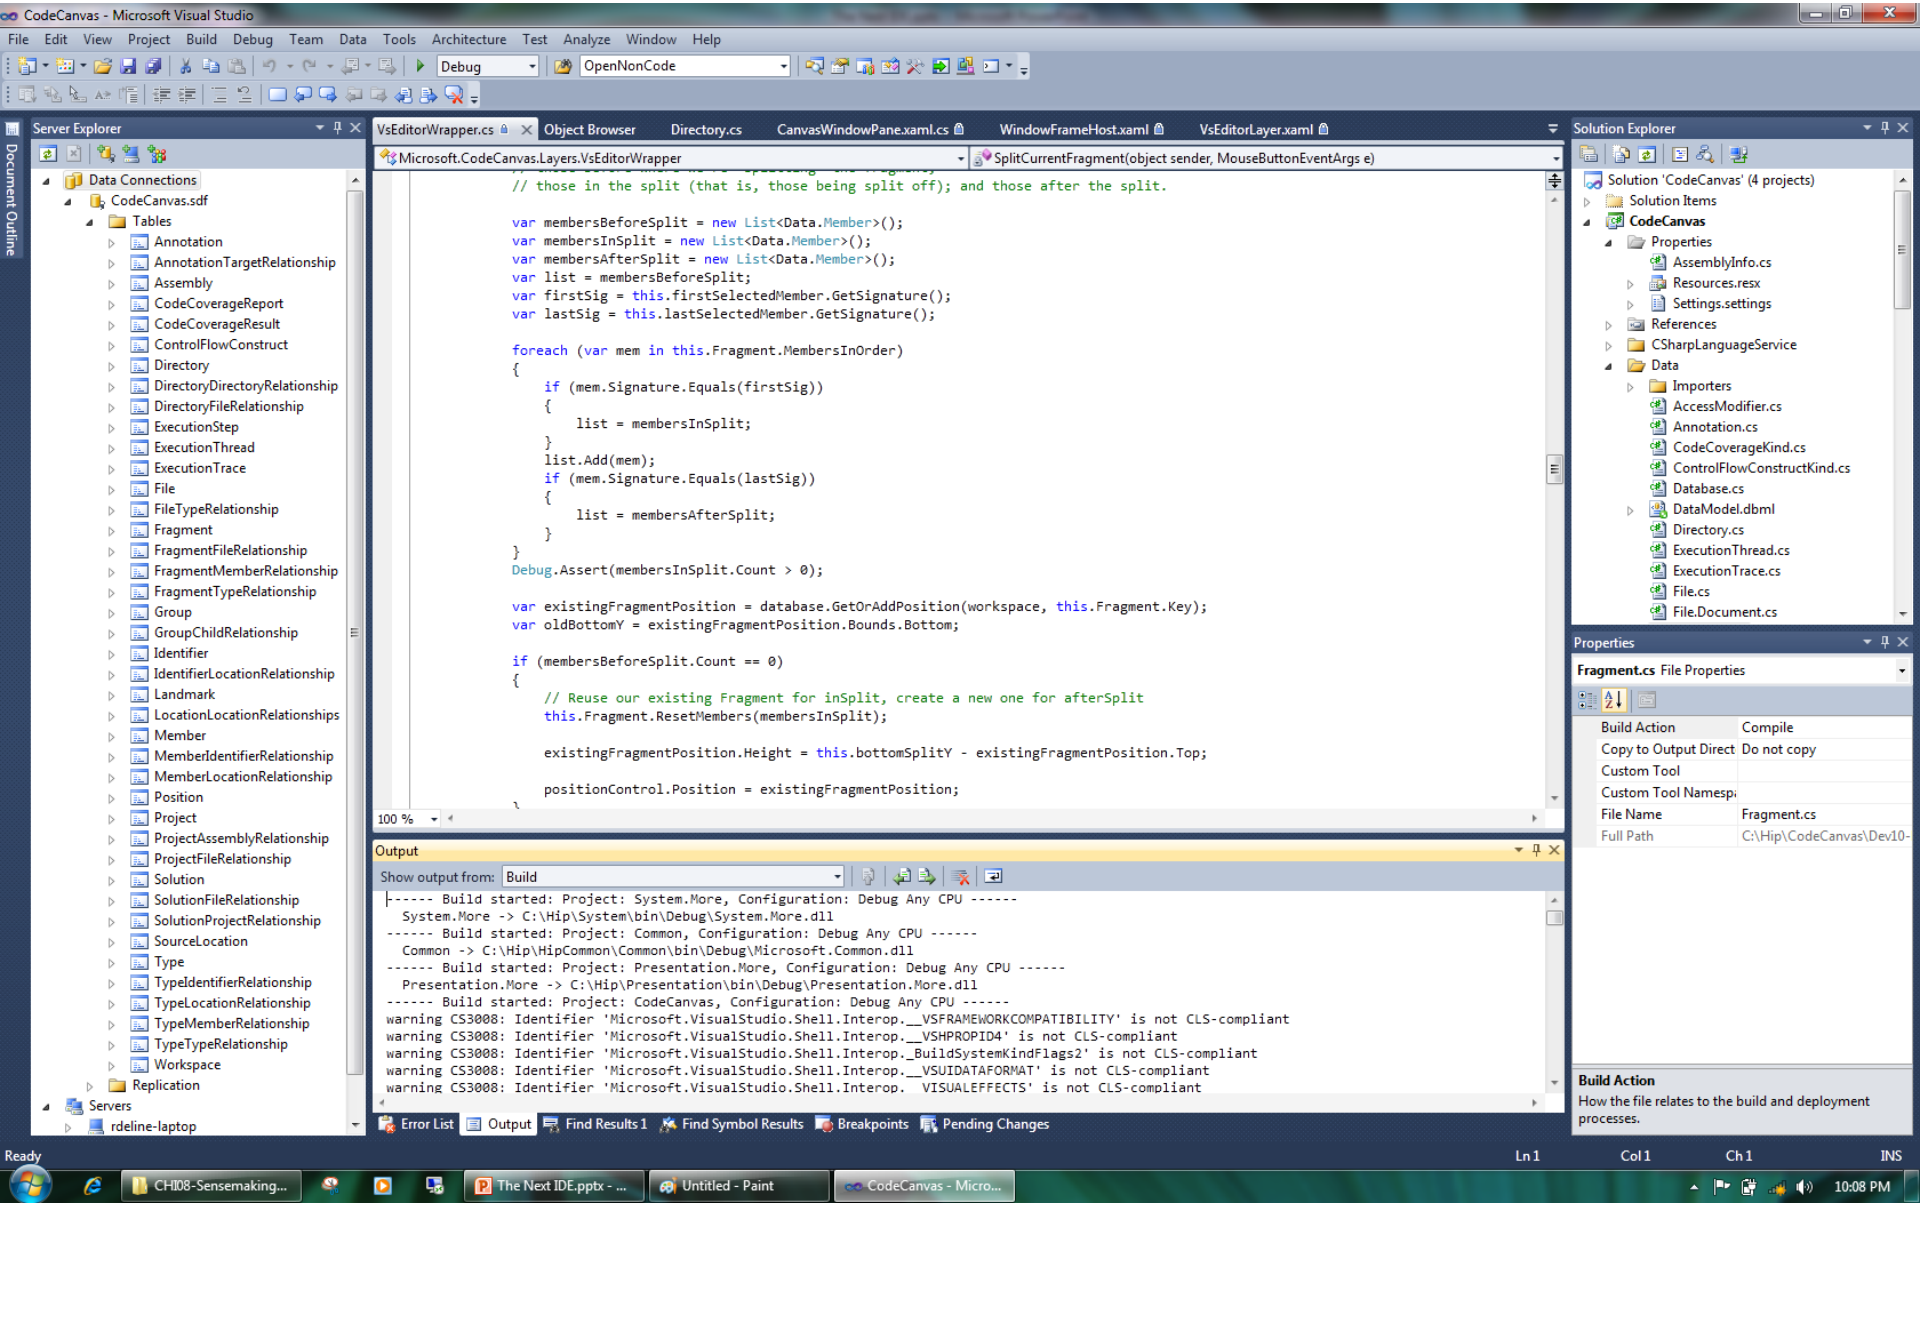 CodeCanvas - Microsoft Visual Studio
File Edit View Project Build Debug Team Data Tools Architecture Test Analyze Window Help
Debug OpenNonCode
Document Outline
Server Explorer
Data Connections
CodeCanvas.sdf
Tables
Annotation
AnnotationTargetRelationship
Assembly
CodeCoverageReport
CodeCoverageResult
ControlFlowConstruct
Directory
DirectoryDirectoryRelationship
DirectoryFileRelationship
ExecutionStep
ExecutionThread
ExecutionTrace
File
FileTypeRelationship
Fragment
FragmentFileRelationship
FragmentMemberRelationship
FragmentTypeRelationship
Group
GroupChildRelationship
Identifier
IdentifierLocationRelationship
Landmark
LocationLocationRelationships
Member
MemberIdentifierRelationship
MemberLocationRelationship
Position
Project
ProjectAssemblyRelationship
ProjectFileRelationship
Solution
SolutionFileRelationship
SolutionProjectRelationship
SourceLocation
Type
TypeIdentifierRelationship
TypeLocationRelationship
TypeMemberRelationship
TypeTypeRelationship
Workspace
Replication
Servers
rdeline-laptop
VsEditorWrapper.cs Object Browser Directory.cs CanvasWindowPane.xaml.cs WindowFrameHost.xaml VsEditorLayer.xaml
Microsoft.CodeCanvas.Layers.VsEditorWrapper SplitCurrentFragment(object sender, MouseButtonEventArgs e)
// those in the split (that is, those being split off); and those after the split.
var membersBeforeSplit = new List<Data.Member>();
var membersInSplit = new List<Data.Member>();
var membersAfterSplit = new List<Data.Member>();
var list = membersBeforeSplit;
var firstSig = this.firstSelectedMember.GetSignature();
var lastSig = this.lastSelectedMember.GetSignature();
foreach (var mem in this.Fragment.MembersInOrder)
{
if (mem.Signature.Equals(firstSig))
{
list = membersInSplit;
}
list.Add(mem);
if (mem.Signature.Equals(lastSig))
{
list = membersAfterSplit;
}
}
Debug.Assert(membersInSplit.Count > 0);
var existingFragmentPosition = database.GetOrAddPosition(workspace, this.Fragment.Key);
var oldBottomY = existingFragmentPosition.Bounds.Bottom;
if (membersBeforeSplit.Count == 0)
{
// Reuse our existing Fragment for inSplit, create a new one for afterSplit
this.Fragment.ResetMembers(membersInSplit);
existingFragmentPosition.Height = this.bottomSplitY - existingFragmentPosition.Top;
positionControl.Position = existingFragmentPosition;
}
100 %
Output
Show output from: Build
------ Build started: Project: System.More, Configuration: Debug Any CPU ------
System.More -> C:\Hip\System\bin\Debug\System.More.dll
------ Build started: Project: Common, Configuration: Debug Any CPU ------
Common -> C:\Hip\HipCommon\Common\bin\Debug\Microsoft.Common.dll
------ Build started: Project: Presentation.More, Configuration: Debug Any CPU ------
Presentation.More -> C:\Hip\Presentation\bin\Debug\Presentation.More.dll
------ Build started: Project: CodeCanvas, Configuration: Debug Any CPU ------
warning CS3008: Identifier 'Microsoft.VisualStudio.Shell.Interop.__VSFRAMEWORKCOMPATIBILITY' is not CLS-compliant
warning CS3008: Identifier 'Microsoft.VisualStudio.Shell.Interop.__VSHPROPID4' is not CLS-compliant
warning CS3008: Identifier 'Microsoft.VisualStudio.Shell.Interop._BuildSystemKindFlags2' is not CLS-compliant
warning CS3008: Identifier 'Microsoft.VisualStudio.Shell.Interop.__VSUIDATAFORMAT' is not CLS-compliant
warning CS3008: Identifier 'Microsoft.VisualStudio.Shell.Interop.__VISUALEFFECTS' is not CLS-compliant
Error List Output Find Results 1 Find Symbol Results Breakpoints Pending Changes
Solution Explorer
Solution 'CodeCanvas' (4 projects)
Solution Items
CodeCanvas
Properties
AssemblyInfo.cs
Resources.resx
Settings.settings
References
CSharpLanguageService
Data
Importers
AccessModifier.cs
Annotation.cs
CodeCoverageKind.cs
ControlFlowConstructKind.cs
Database.cs
DataModel.dbml
Directory.cs
ExecutionThread.cs
ExecutionTrace.cs
File.cs
File.Document.cs
Properties
Fragment.cs File Properties
Build Action Compile
Copy to Output Direct Do not copy
Custom Tool
Custom Tool Namesp
File Name Fragment.cs
Full Path C:\Hip\CodeCanvas\Dev10-
Build Action
How the file relates to the build and deployment
processes.
Ready Ln 1 Col 1 Ch 1 INS
CHI08-Sensemaking... The Next IDE.pptx - ... Untitled - Paint CodeCanvas - Micro... 10:08 PM